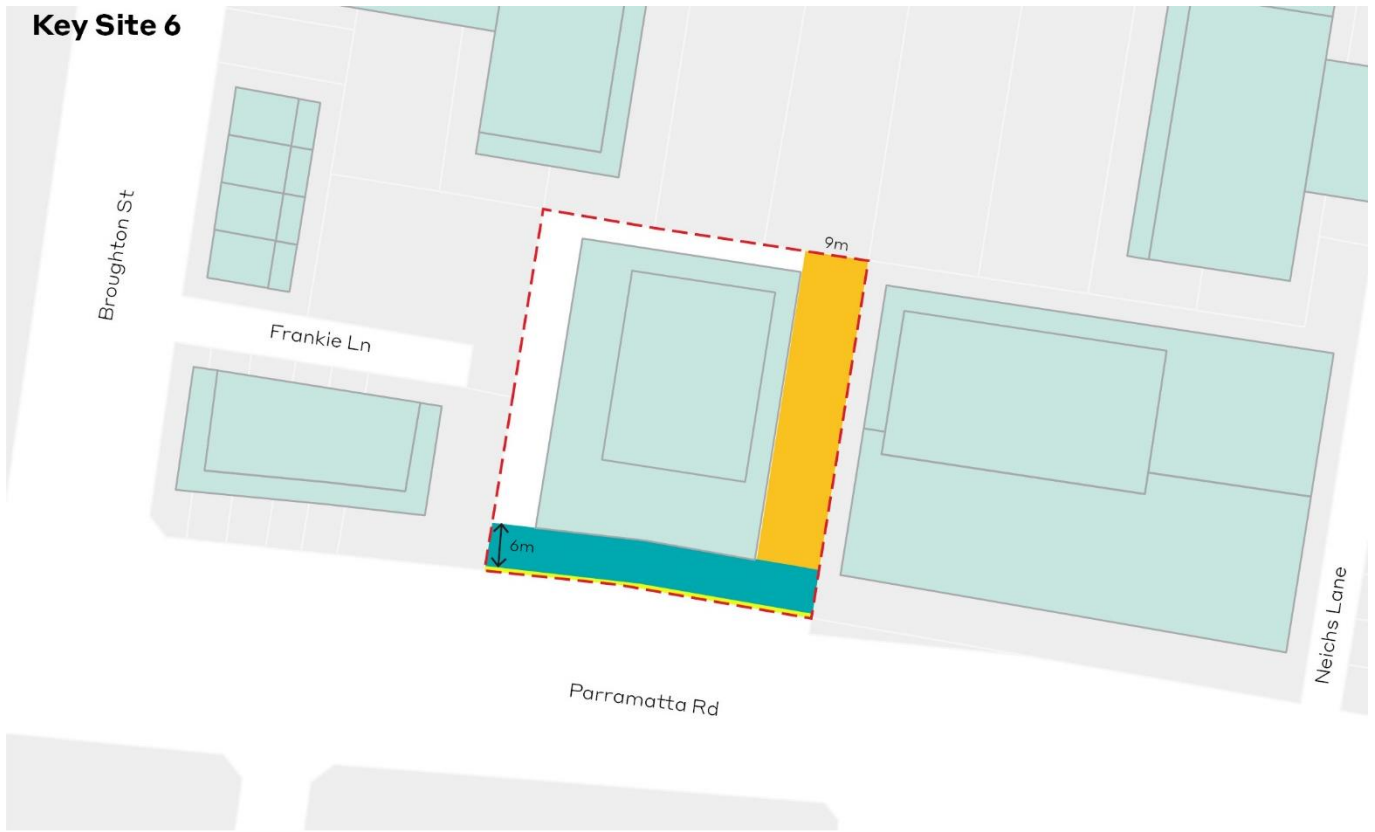 Key Site 6
9m
Broughton St
Frankie Ln
6m
Neichs Lane
Parramatta Rd